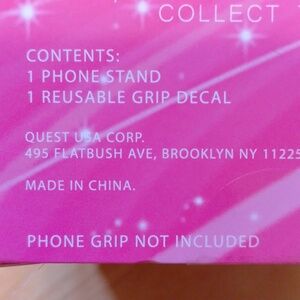 COLLECT
CONTENTS:
1 PHONE STAND
1 REUSABLE GRIP DECAL
QUEST USA CORP.
495 FLATBUSH AVE, BROOKLYN NY 11225
MADE IN CHINA.
PHONE GRIP NOT INCLUDED